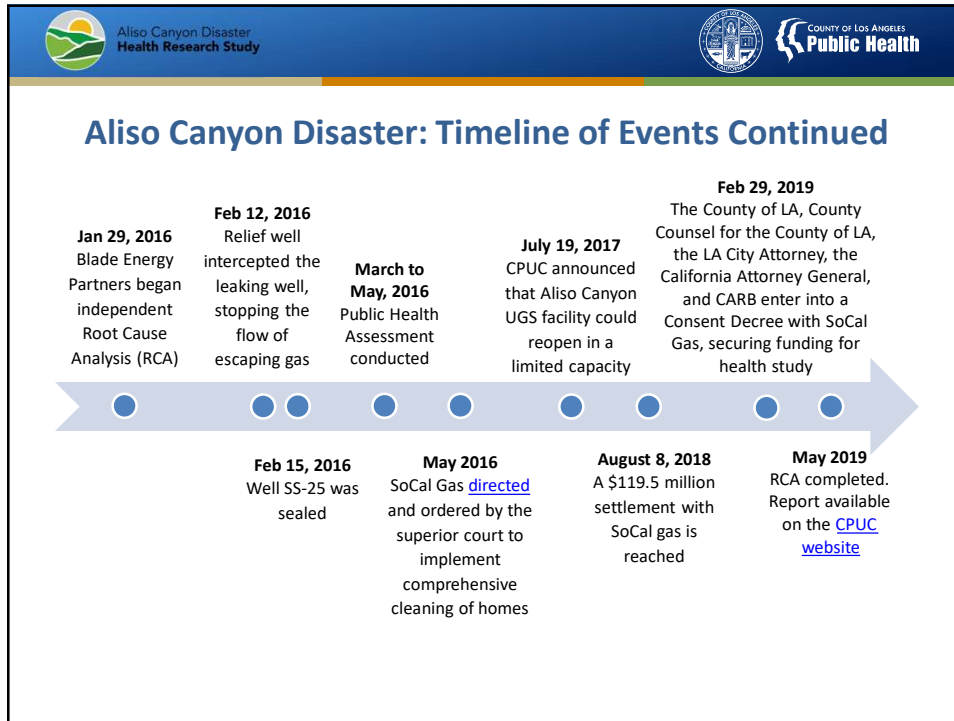 Aliso Canyon Disaster
Health Research Study
COUNTY OF LOS ANGELES
Public Health
Aliso Canyon Disaster: Timeline of Events Continued
Jan 29, 2016
Blade Energy
Partners began
independent
Root Cause
Analysis (RCA)
Feb 12, 2016
Relief well
intercepted the
leaking well,
stopping the
flow of
escaping gas
March to
May, 2016
Public Health
Assessment
conducted
July 19, 2017
CPUC announced
that Aliso Canyon
UGS facility could
reopen in a
limited capacity
Feb 29, 2019
The County of LA, County
Counsel for the County of LA,
the LA City Attorney, the
California Attorney General,
and CARB enter into a
Consent Decree with SoCal
Gas, securing funding for
health study
Feb 15, 2016
Well SS-25 was
sealed
May 2016
SoCal Gas directed
and ordered by the
superior court to
implement
comprehensive
cleaning of homes
August 8, 2018
A $119.5 million
settlement with
SoCal gas is
reached
May 2019
RCA completed.
Report available
on the CPUC
website